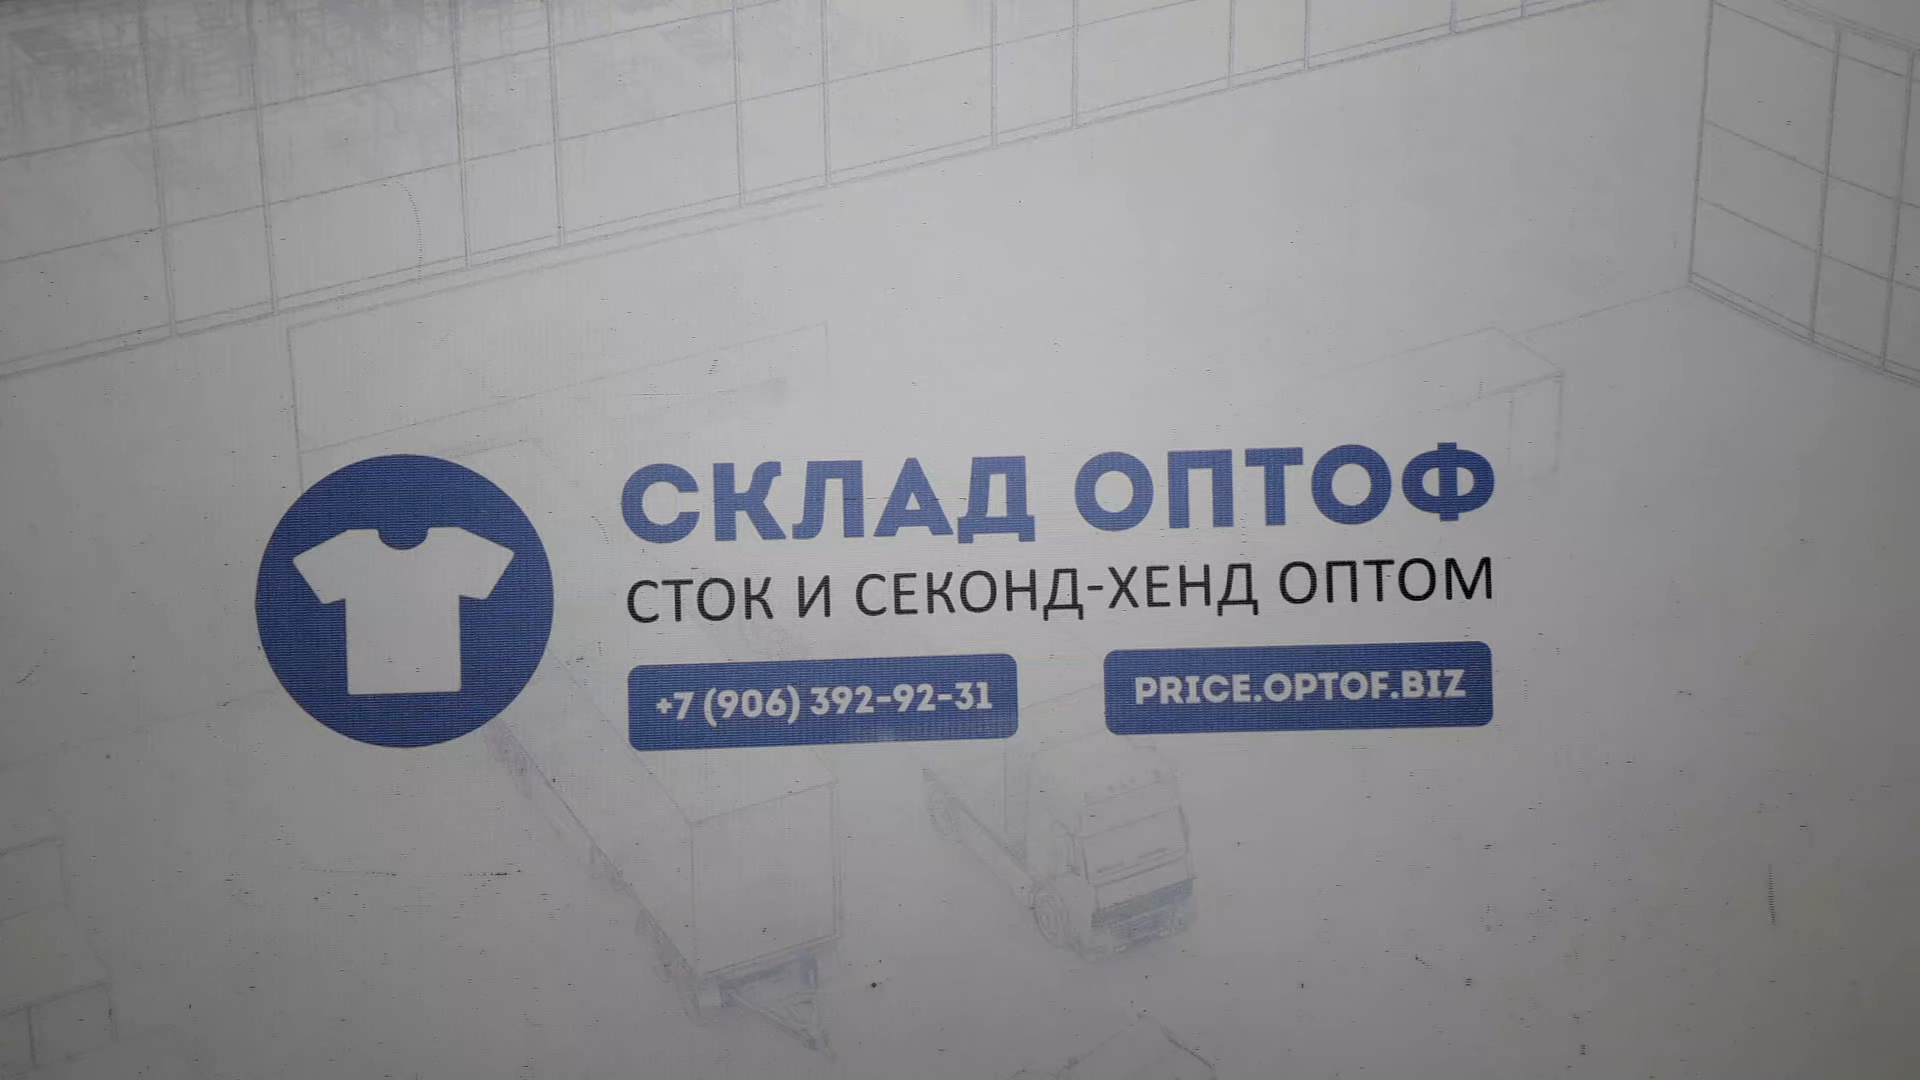 СКЛАД ОПТОФ
СТОК И СЕКОНД-ХЕНД ОПТОМ
+7 (906) 392-92-31
PRICE.OPTOF.BIZ